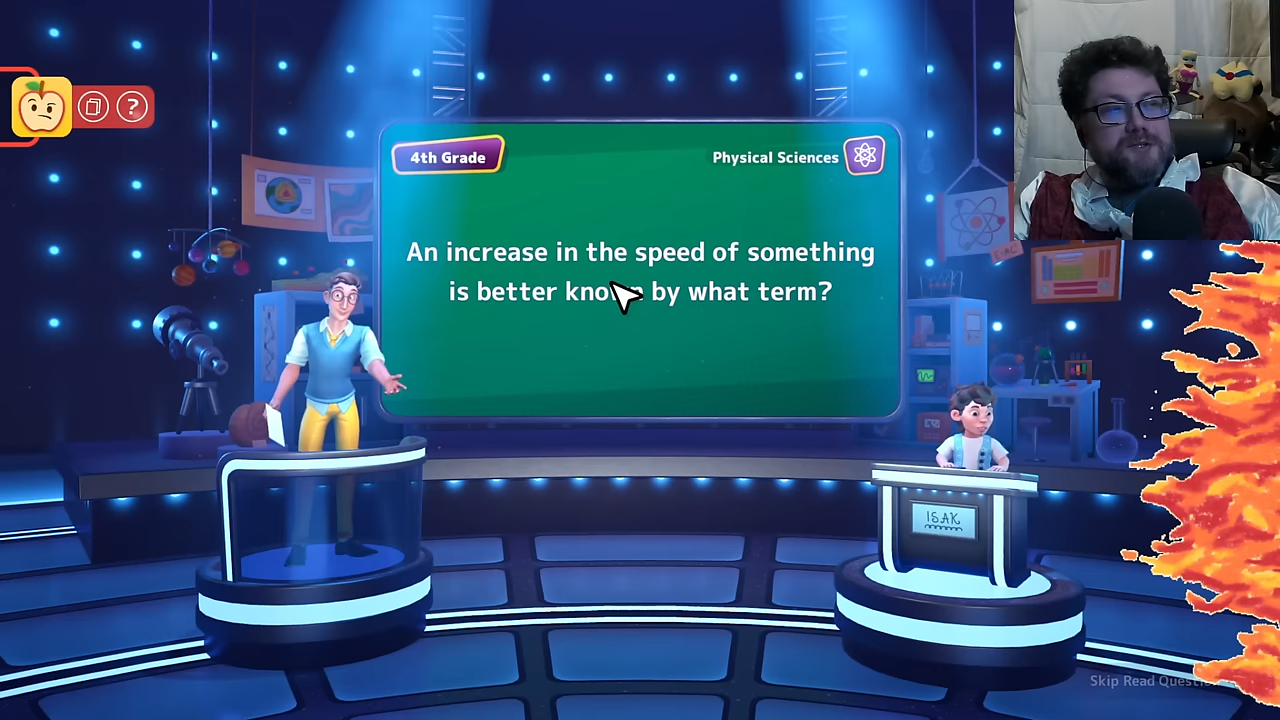 ?
4th Grade
Physical Sciences
An increase in the speed of something
is better known by what term?
ISAK
Skip Read